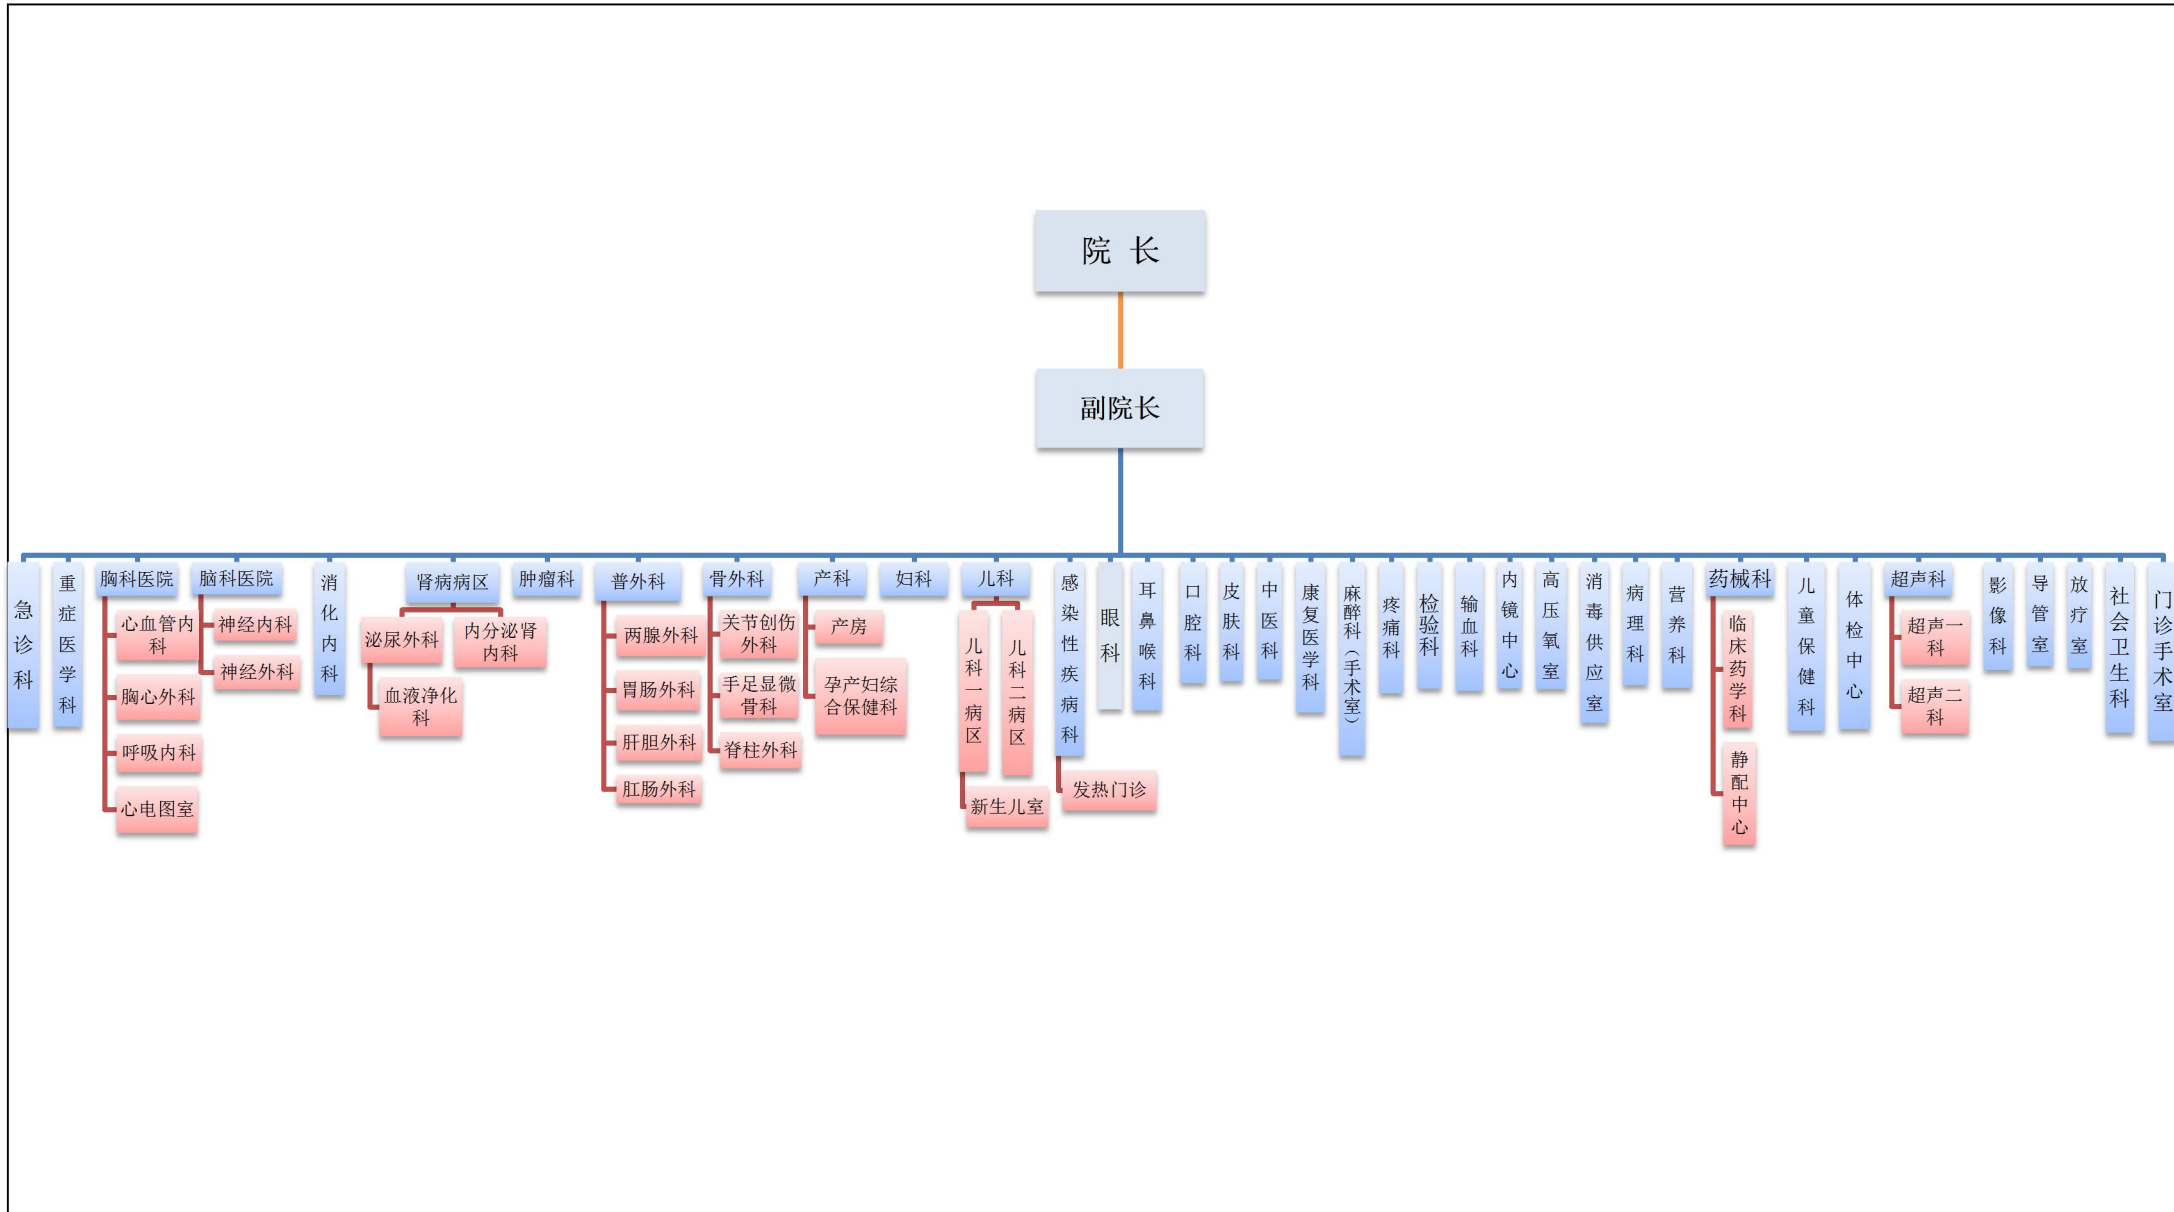 院 长
副院长
急诊科
重症医学科
胸科医院
心血管内
科
胸心外科
呼吸内科
心电图室
脑科医院
神经内科
神经外科
消化内科
肾病病区
泌尿外科
血液净化
科
内分泌肾
内科
肿瘤科
普外科
两腺外科
胃肠外科
肝胆外科
肛肠外科
骨外科
关节创伤
外科
手足显微
骨科
脊柱外科
产科
产房
孕产妇综
合保健科
妇科
儿科
儿科一病区
新生儿室
儿科二病区
感染性疾病科
发热门诊
眼科
耳鼻喉科
口腔科
皮肤科
中医科
康复医学科
麻醉科（手术室）
疼痛科
检验科
输血科
内镜中心
高压氧室
消毒供应室
病理科
营养科
药械科
临床药学科
静配中心
儿童保健科
体检中心
超声科
超声一
科
超声二
科
影像科
导管室
放疗室
社会卫生科
门诊手术室